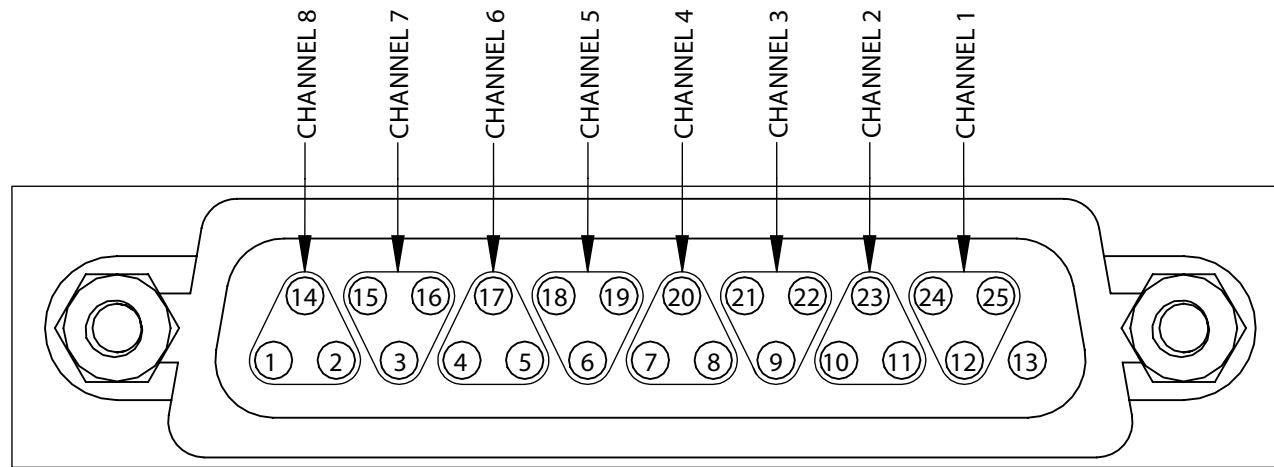 CHANNEL 8
CHANNEL 7
CHANNEL 6
CHANNEL 5
CHANNEL 4
CHANNEL 3
CHANNEL 2
CHANNEL 1
14 15 16 17 18 19 20 21 22 23 24 25
1 2 3 4 5 6 7 8 9 10 11 12 13